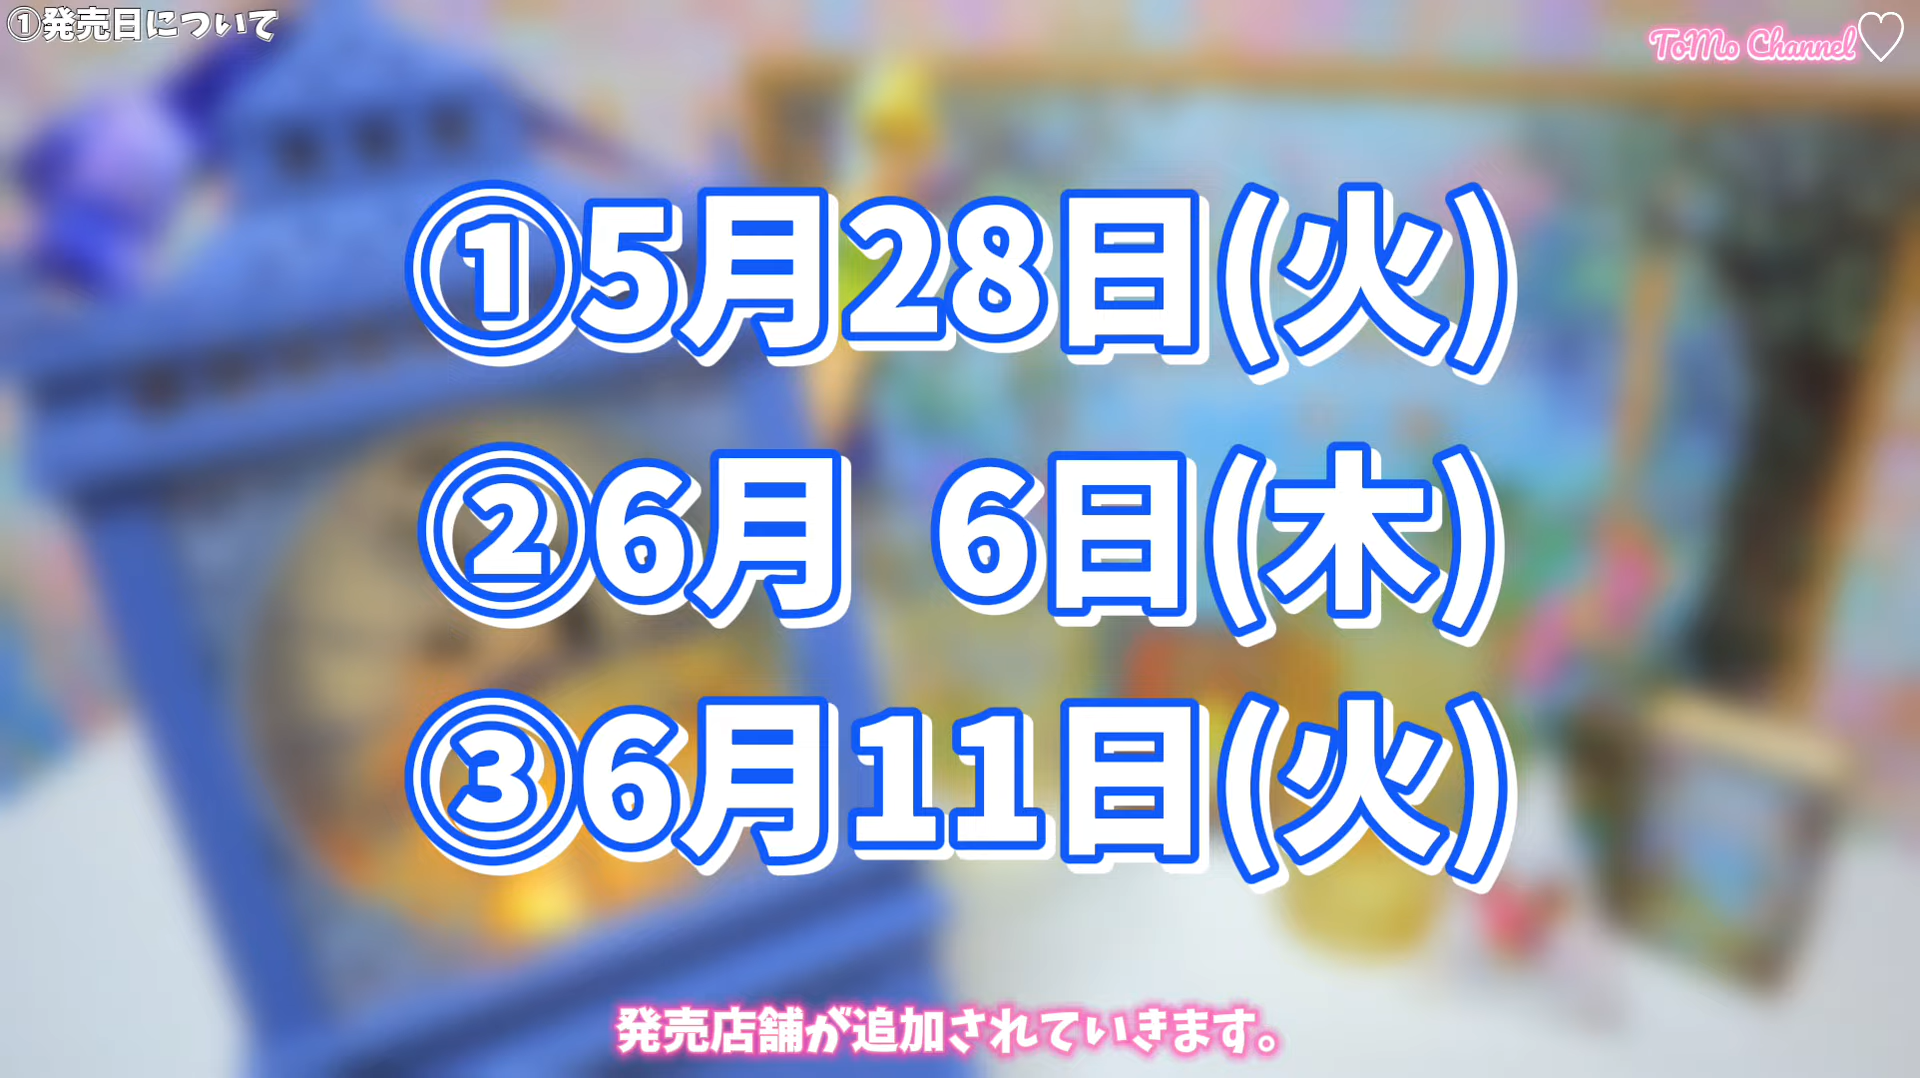 ①発売日について
ToMo Channel♡
①5月28日(火)
②6月 6日(木)
③6月11日(火)
発売店舗が追加されていきます。